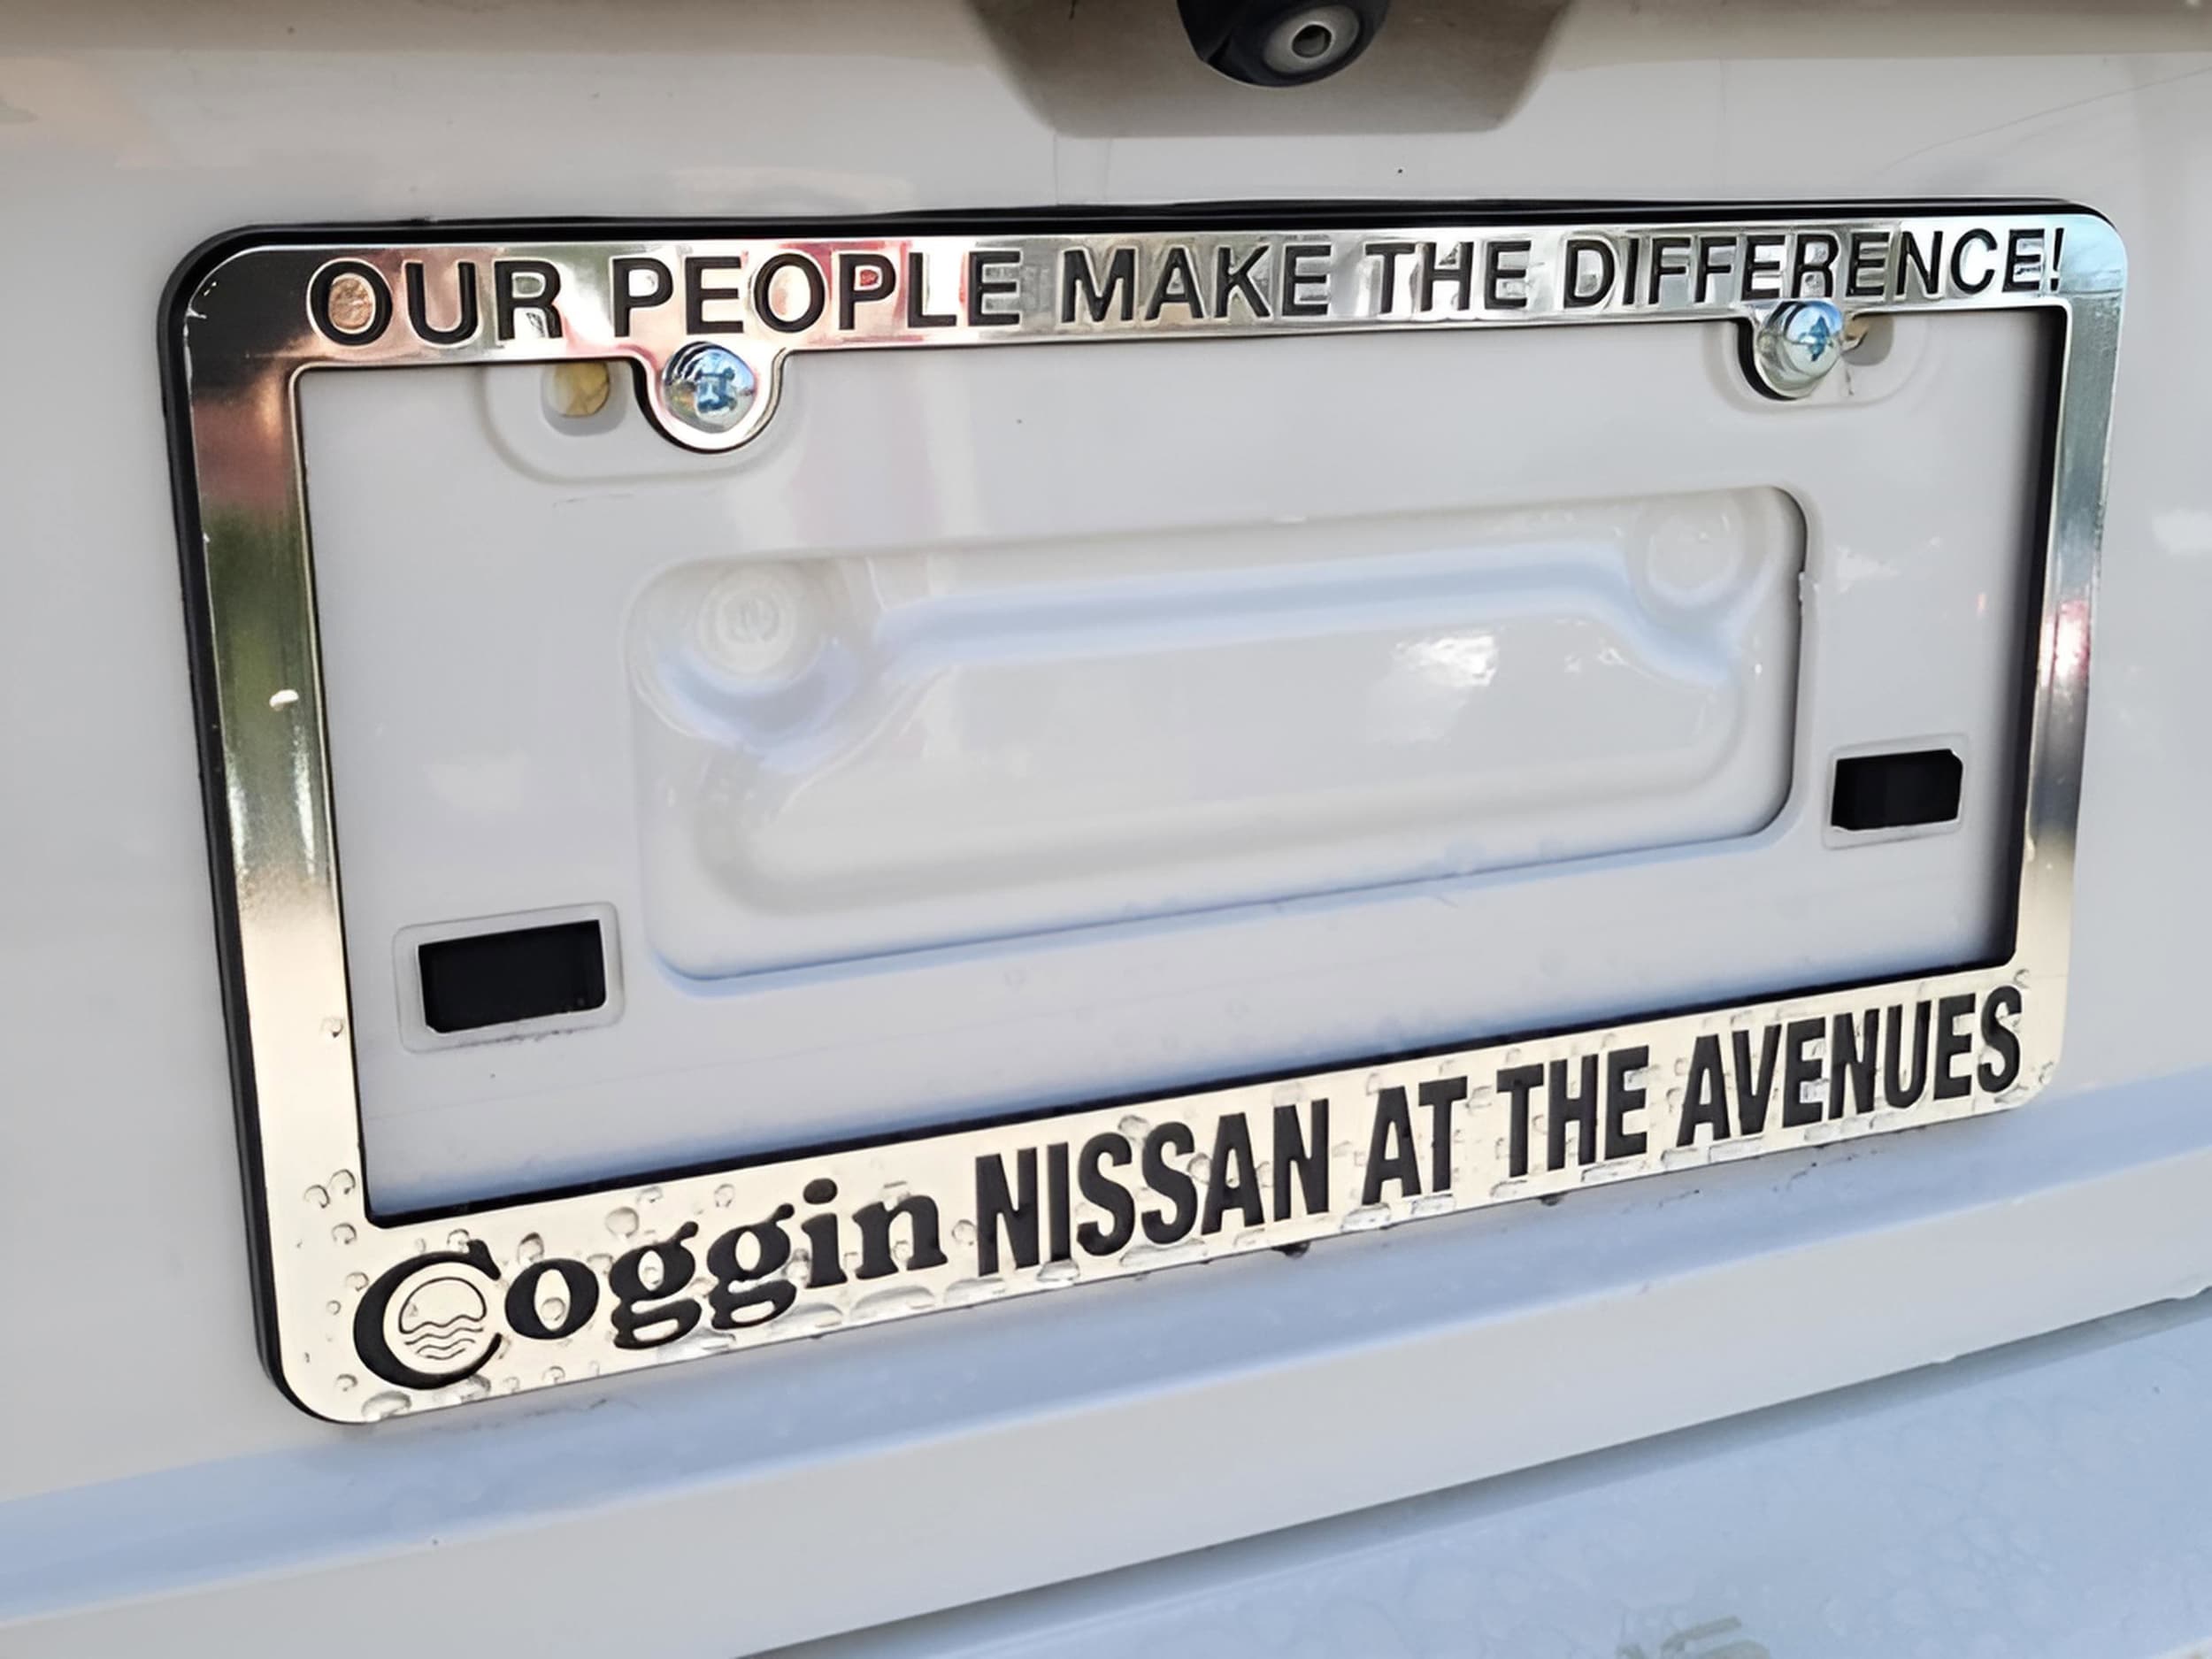 OUR PEOPLE MAKE THE DIFFERENCE!
Coggin NISSAN AT THE AVENUES